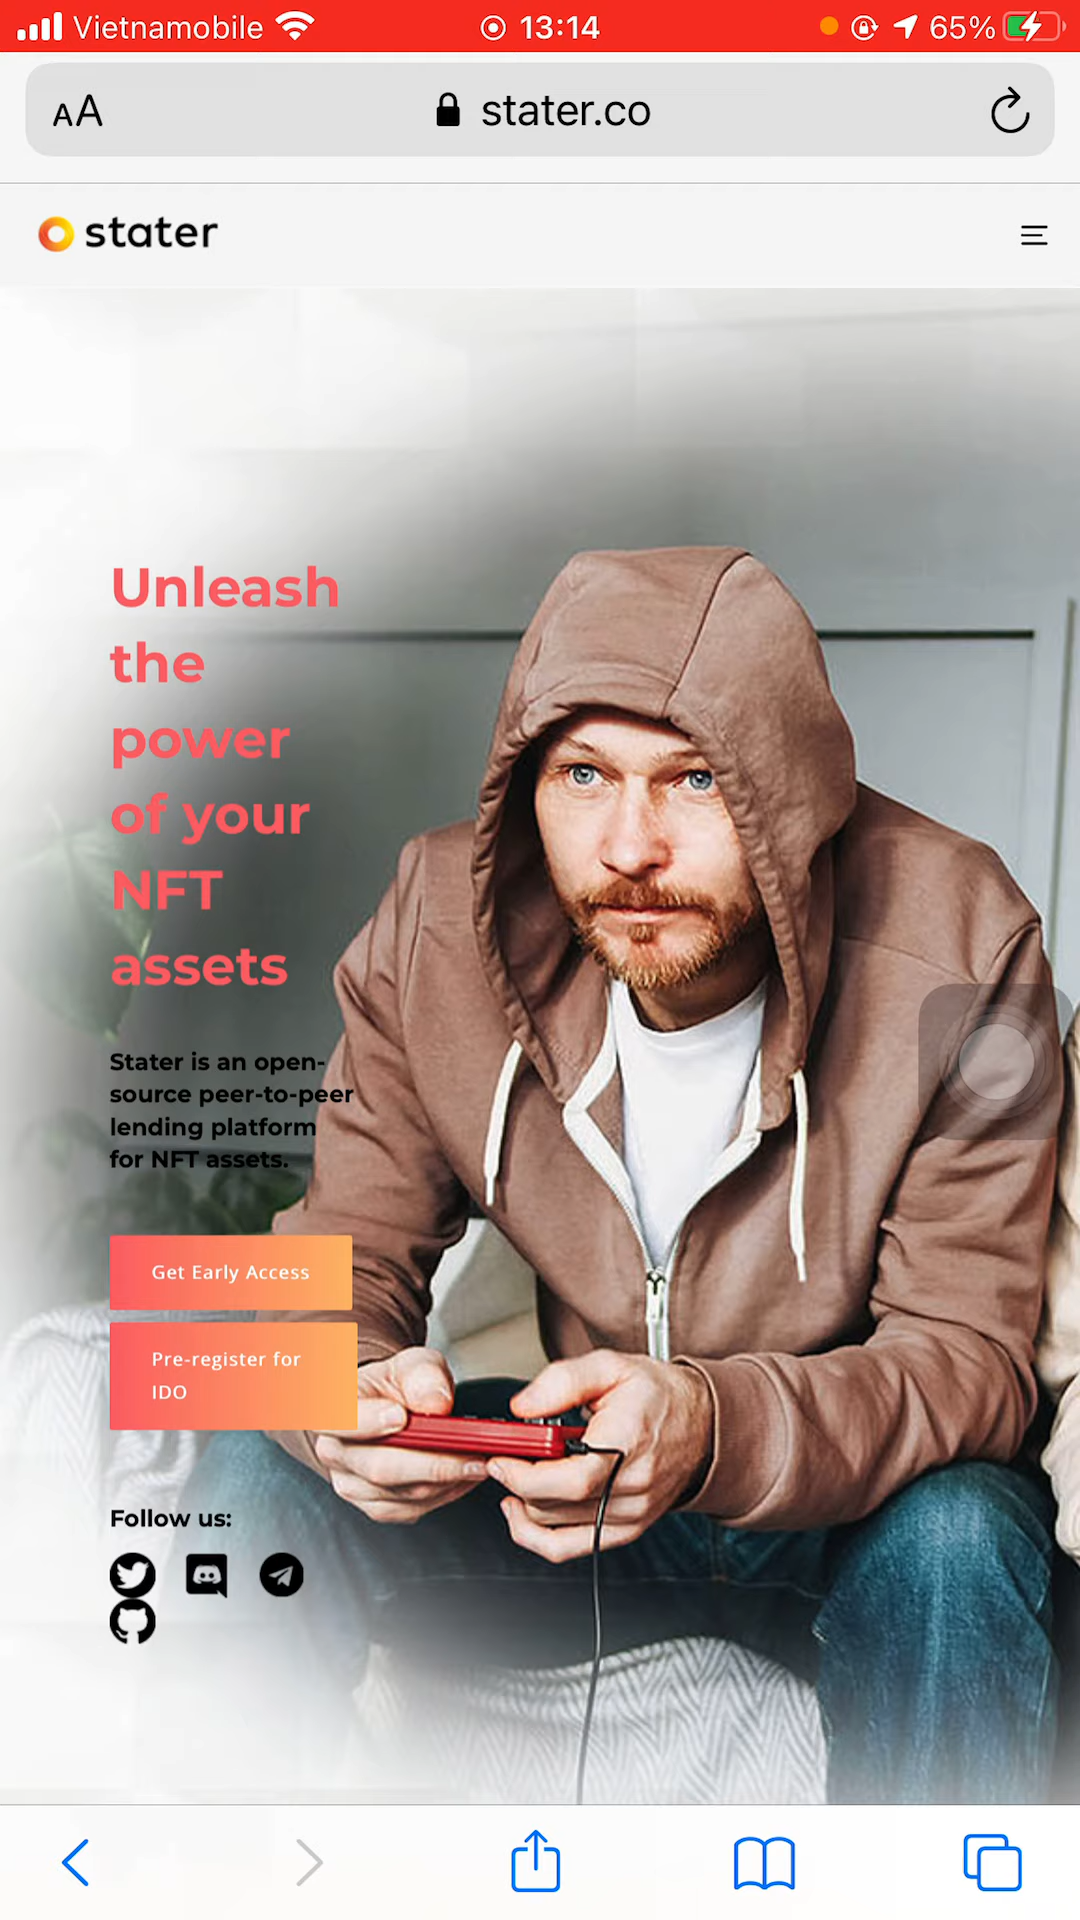 Vietnamobile 13:14 65%
AA stater.co
stater
Unleash
the
power
of your
NFT
assets
Stater is an open-
source peer-to-peer
lending platform
for NFT assets.
Get Early Access
Pre-register for
IDO
Follow us: